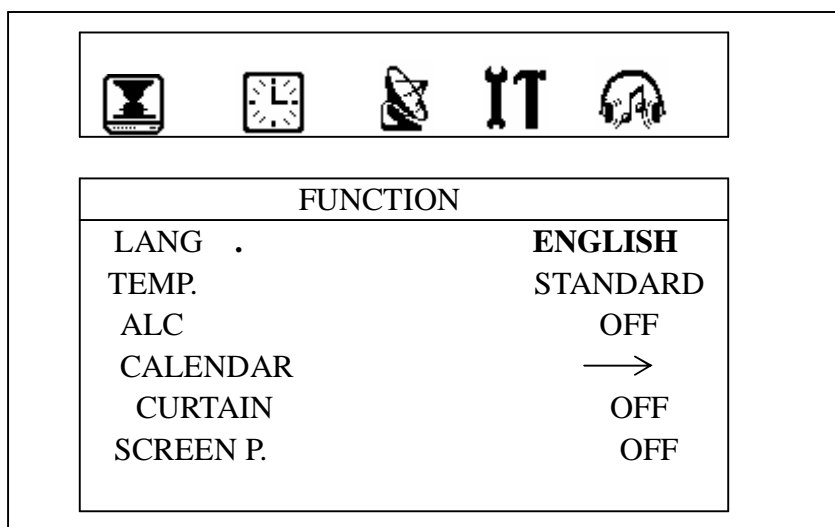 FUNCTION
LANG . ENGLISH
TEMP. STANDARD
ALC OFF
CALENDAR →
CURTAIN OFF
SCREEN P. OFF